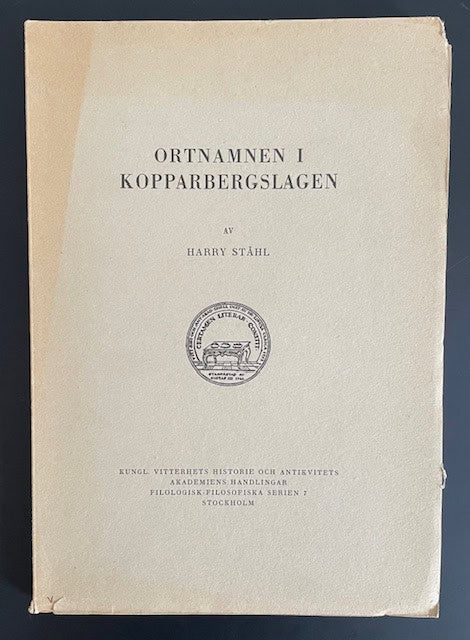 ORTNAMNEN I
KOPPARBERGSLAGEN
AV
HARRY STÅHL
CERTAMEN LITERAR. CONSTIT
KUNGL. VITTERHETS HISTORIE OCH ANTIKVITETS
AKADEMIENS HANDLINGAR
FILOLOGISK-FILOSOFISKA SERIEN 7
STOCKHOLM